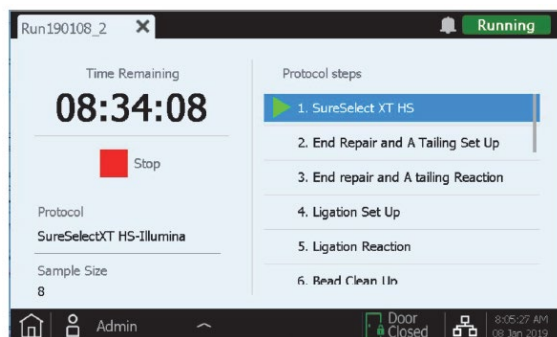 Run190108_2
Running
Time Remaining
08:34:08
Stop
Protocol
SureSelectXT HS-Illumina
Sample Size
8
Protocol steps
1. SureSelect XT HS
2. End Repair and A Tailing Set Up
3. End repair and A tailing Reaction
4. Ligation Set Up
5. Ligation Reaction
6. Bead Clean Up
Admin
Door
Closed
8:05:27 AM
08 Jan 2019